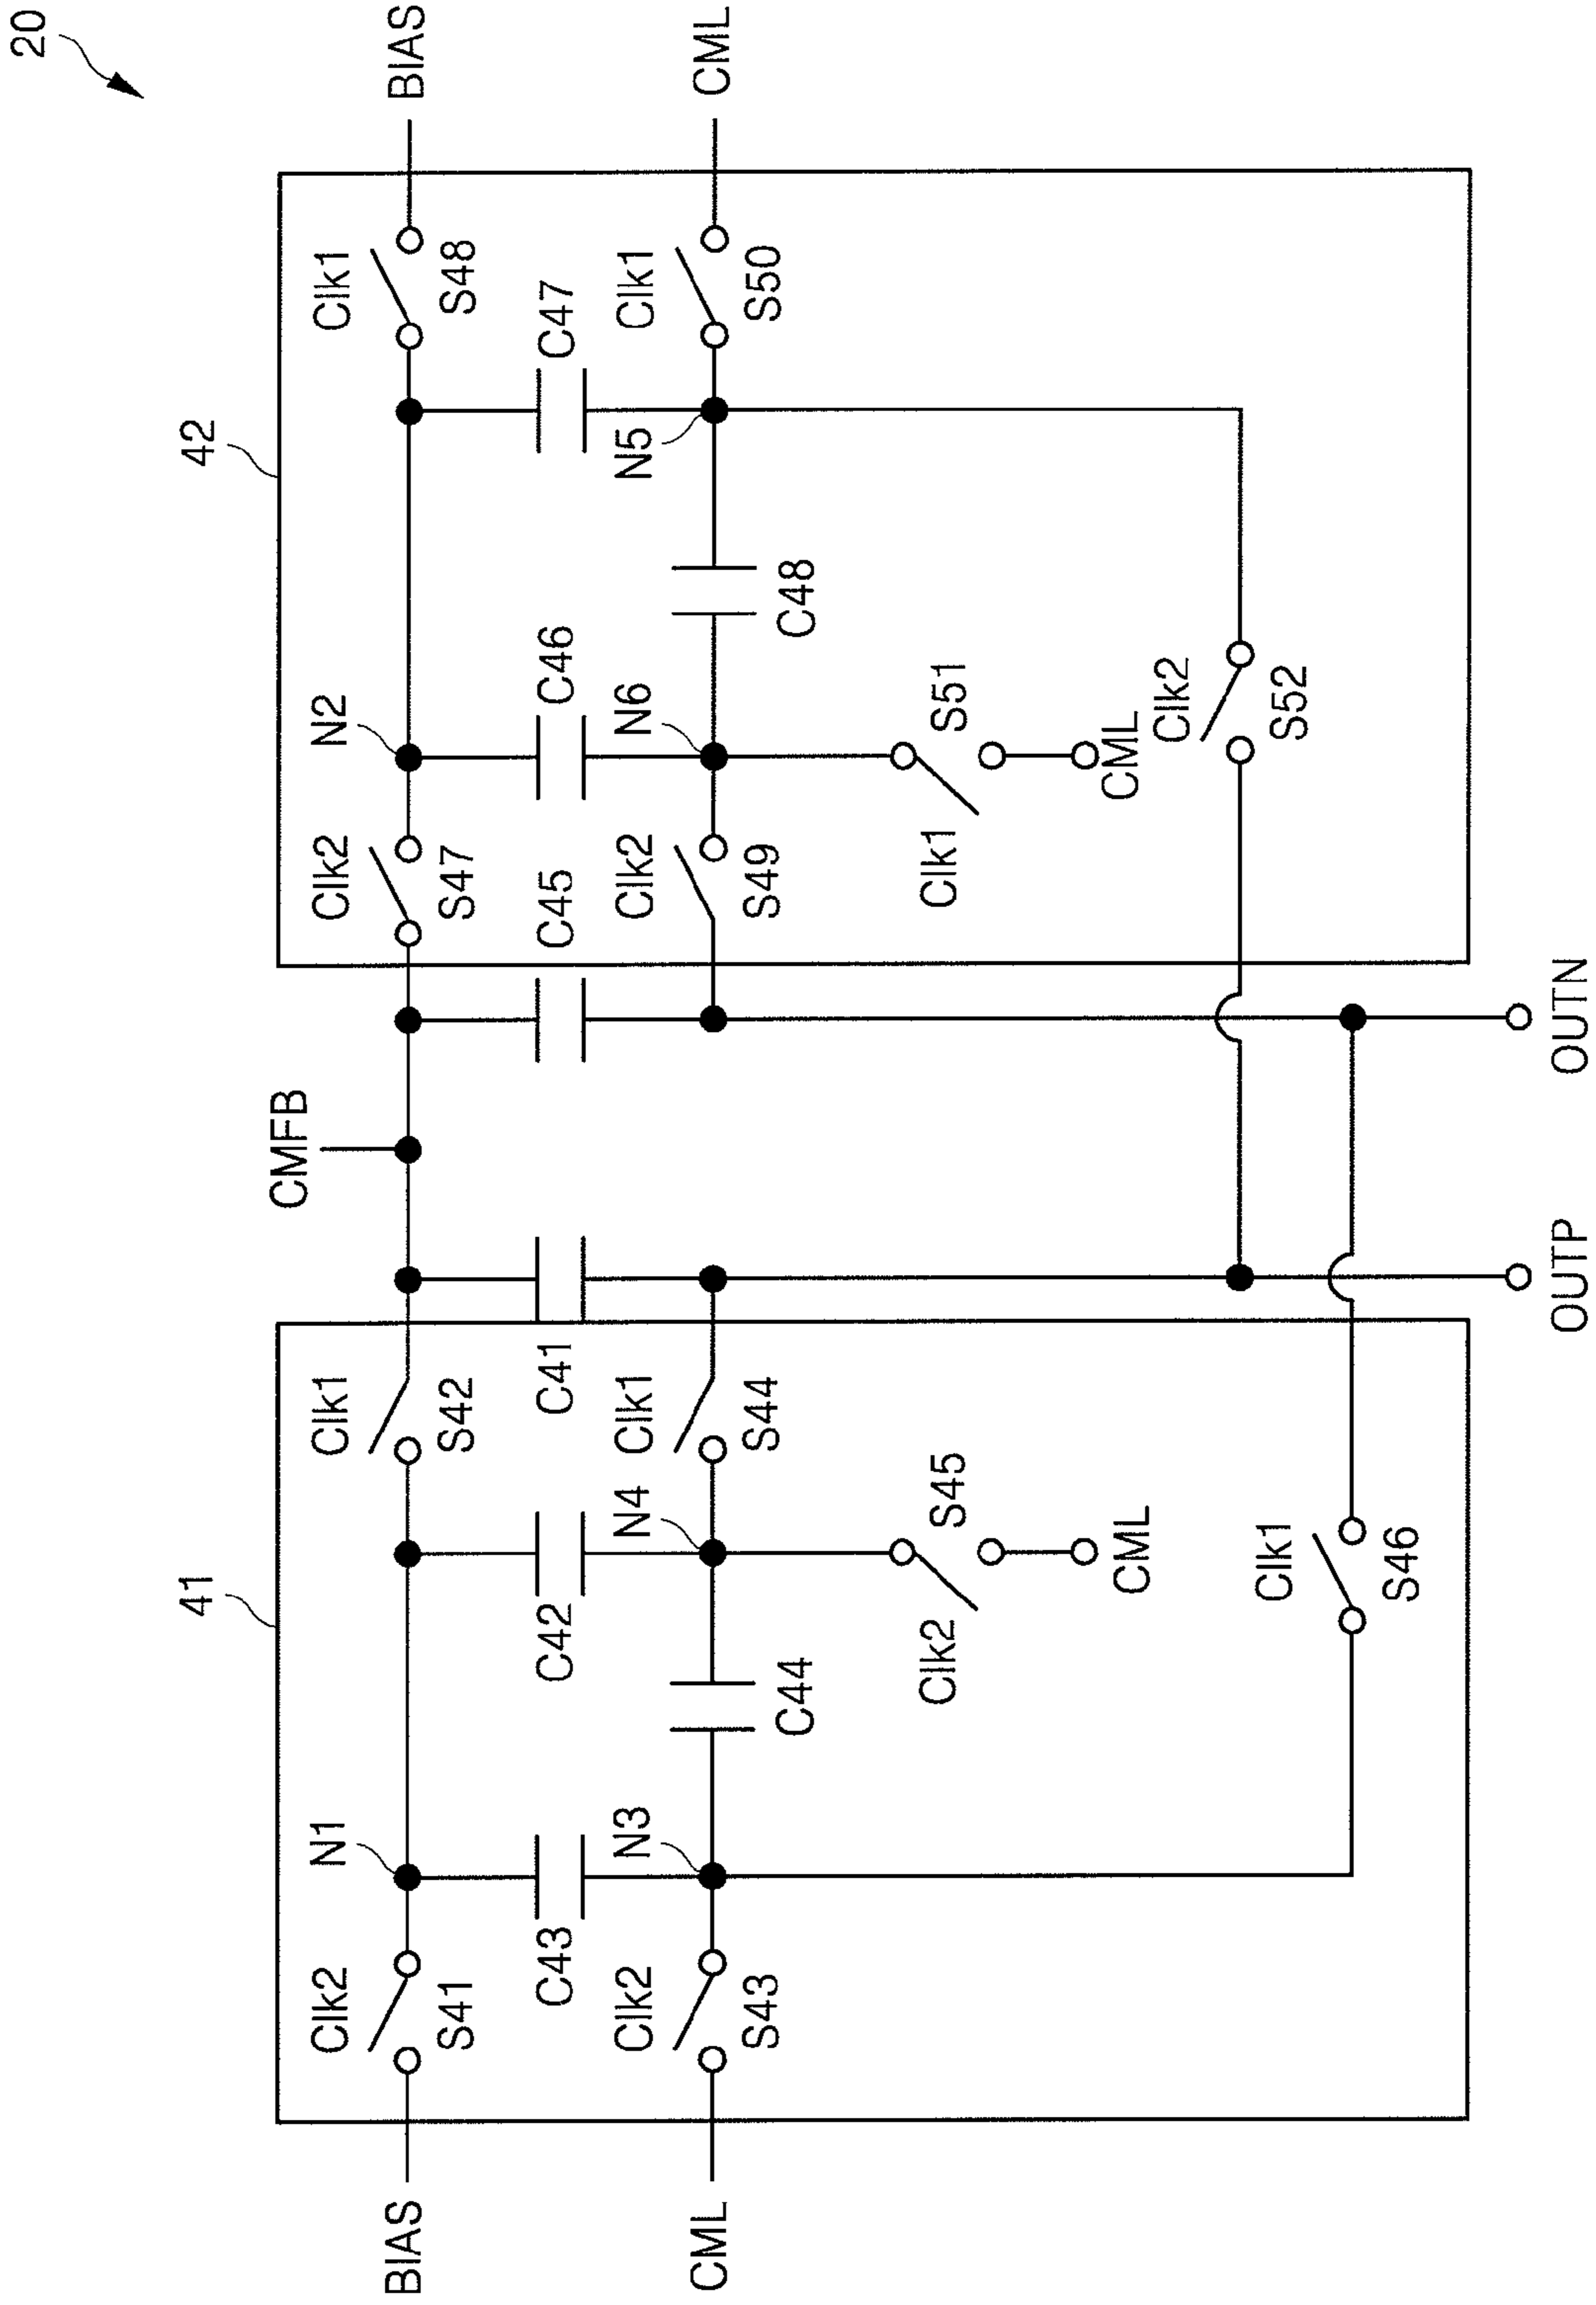 20
41
42
CMFB
Clk2
N1
Clk1
Clk2
N2
Clk1
BIAS
BIAS
S41
S42
S47
S48
C43
C42
C41
C45
C46
C47
Clk2
N3
N4
Clk1
Clk2
N6
N5
Clk1
CML
CML
S43
S44
S49
S50
C44
C48
Clk2
S45
Clk1
S51
CML
CML
Clk2
S52
Clk1
S46
OUTP
OUTN